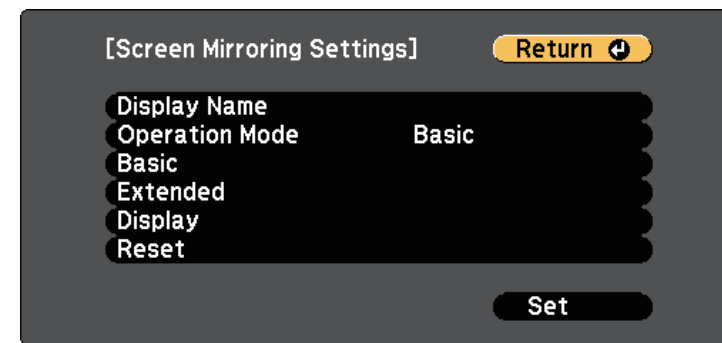 [Screen Mirroring Settings] Return
Display Name
Operation Mode Basic
Basic
Extended
Display
Reset
Set